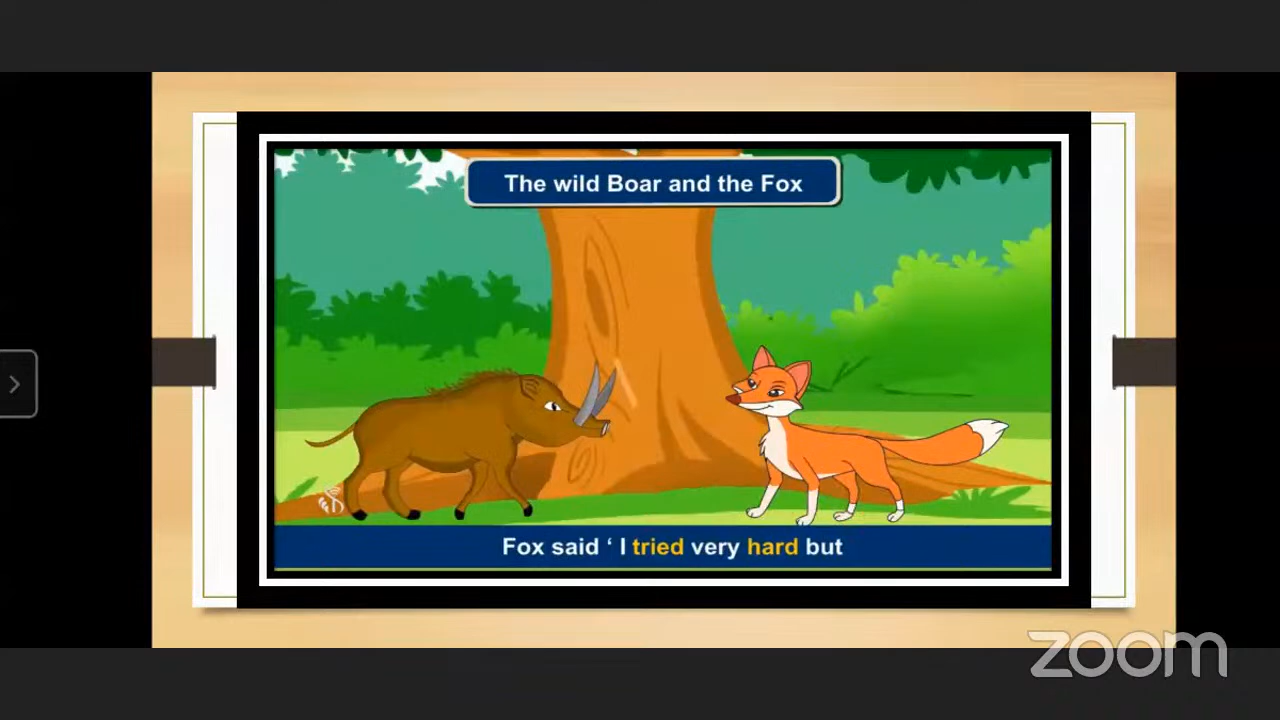 The wild Boar and the Fox
Fox said ‘ I tried very hard but
zoom